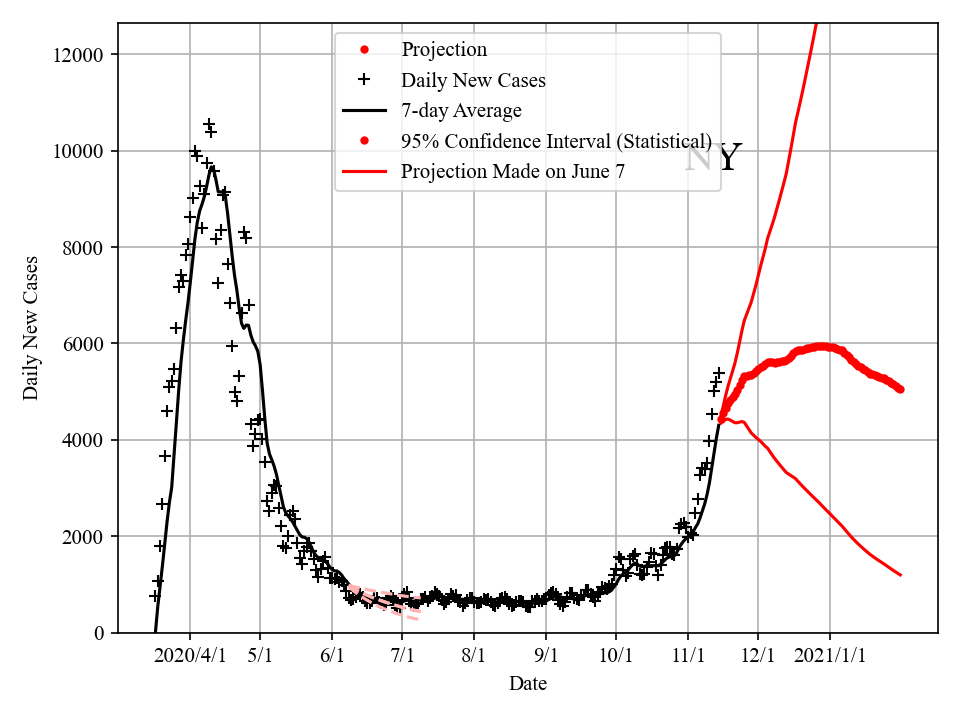 12000
10000
8000
6000
4000
2000
0
Daily New Cases
Projection
Daily New Cases
7-day Average
95% Confidence Interval (Statistical)
Projection Made on June 7
NY
2020/4/1 5/1 6/1 7/1 8/1 9/1 10/1 11/1 12/1 2021/1/1
Date